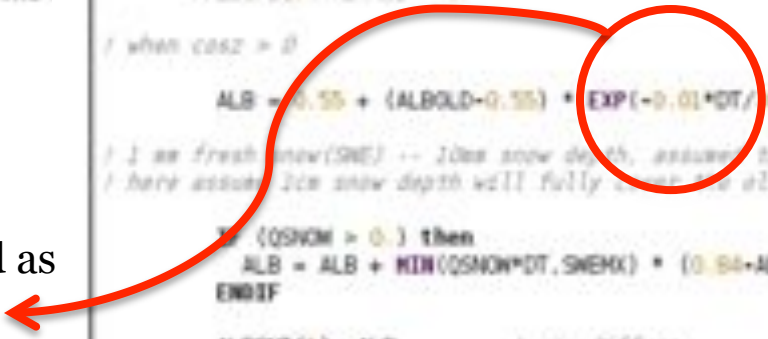 ! when cosz > 0
ALB = 0.55 + (ALBOLD-0.55) * EXP(-0.01*DT/
! 1 mm fresh snow(SWE) -- 10mm snow depth, assumed
! here assume 1cm snow depth will fully cover the
IF (QSNOW > 0.) then
d as
ALB = ALB + MIN(QSNOW*DT,SWEMX) * (0.84-A
ENDIF